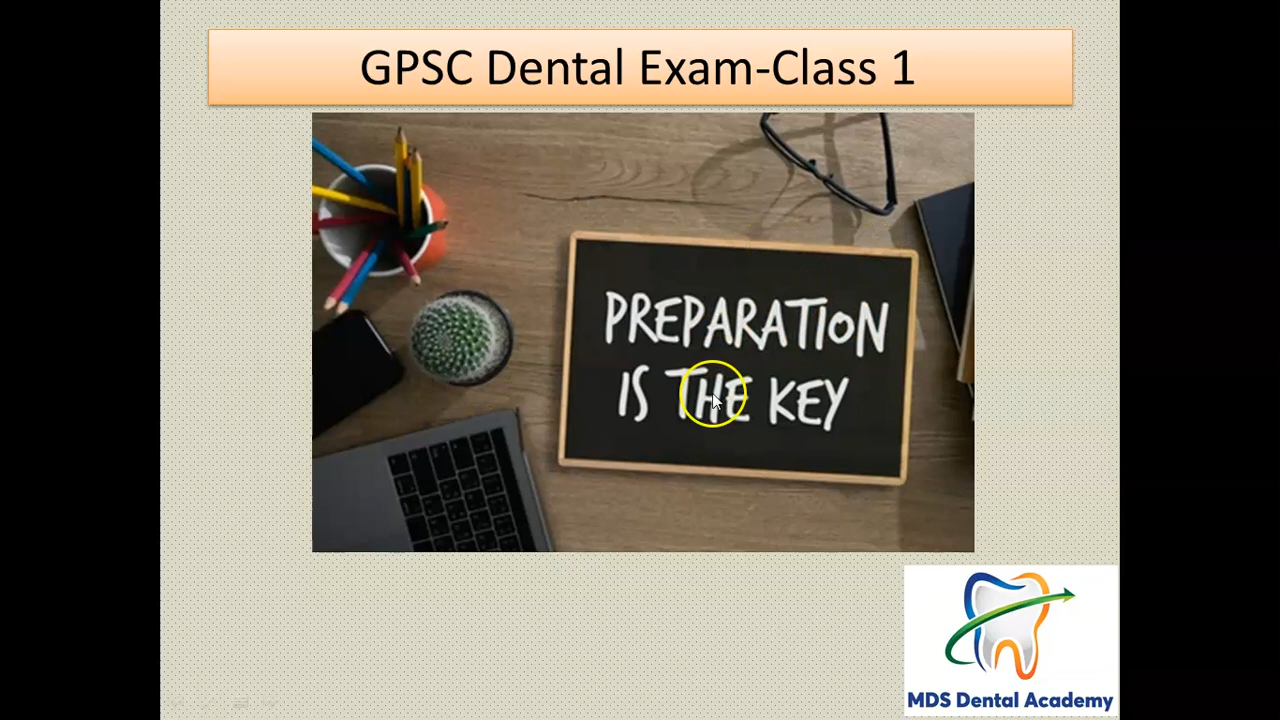 GPSC Dental Exam-Class 1
PREPARATION
IS THE KEY
MDS Dental Academy